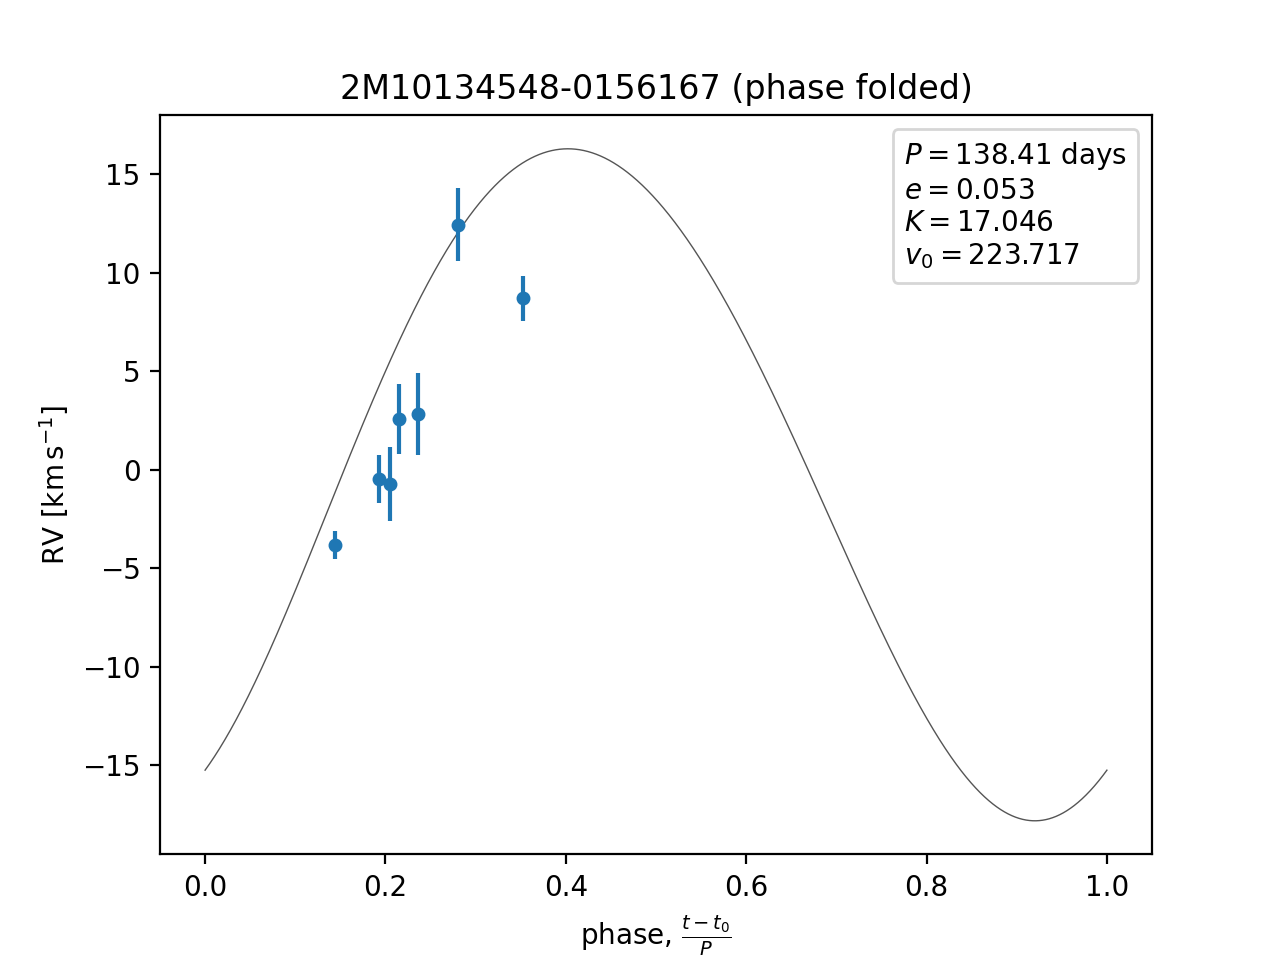 2M10134548-0156167 (phase folded)
P = 138.41 days
e = 0.053
K = 17.046
v₀ = 223.717
RV [km s⁻¹]
15
10
5
0
−5
−10
−15
0.0 0.2 0.4 0.6 0.8 1.0
phase, (t − t₀)/P